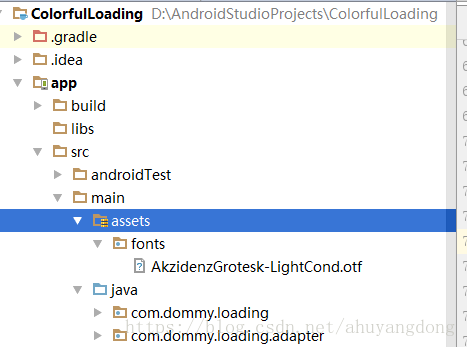 ColorfulLoading D:\AndroidStudioProjects\ColorfulLoading
.gradle
.idea
app
build
libs
src
androidTest
main
assets
fonts
AkzidenzGrotesk-LightCond.otf
java
com.dommy.loading
https://blog.csdn.net/ahuyangdong
com.dommy.loading.adapter